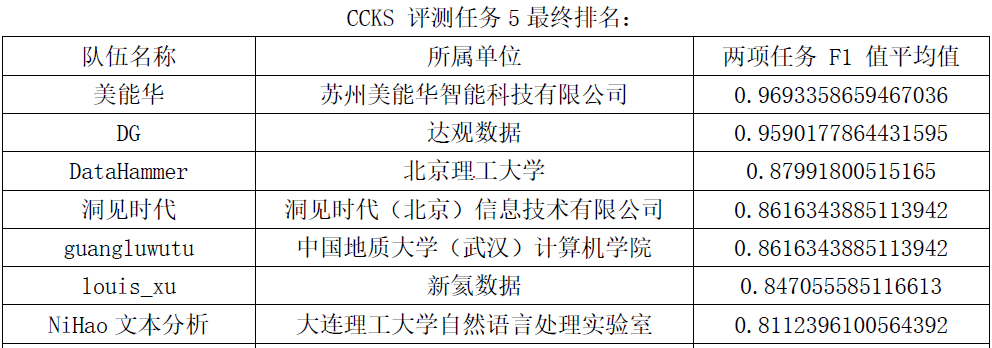 CCKS 评测任务5最终排名：
队伍名称 所属单位 两项任务 F1 值平均值
美能华 苏州美能华智能科技有限公司 0.9693358659467036
DG 达观数据 0.9590177864431595
DataHammer 北京理工大学 0.87991800515165
洞见时代 洞见时代（北京）信息技术有限公司 0.8616343885113942
guangluwutu 中国地质大学（武汉）计算机学院 0.8616343885113942
louis_xu 新氦数据 0.847055585116613
NiHao文本分析 大连理工大学自然语言处理实验室 0.8112396100564392